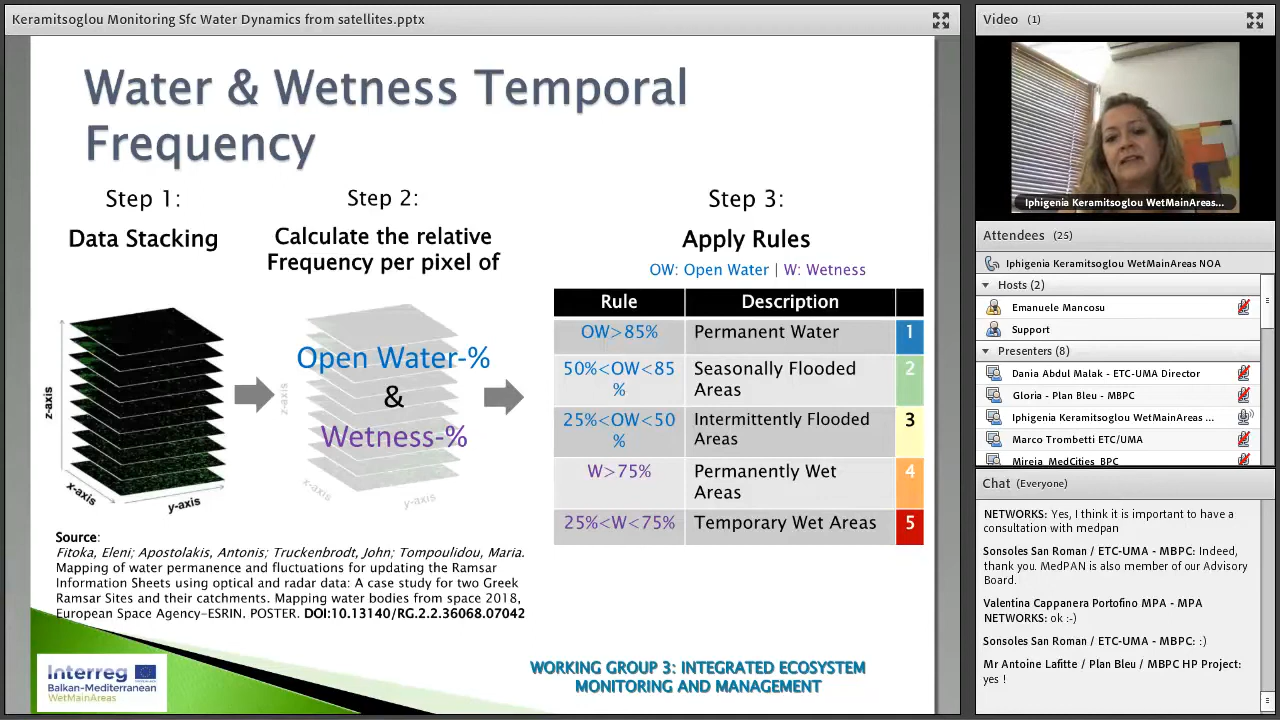 Keramitsoglou Monitoring Sfc Water Dynamics from satellites.pptx
Water & Wetness Temporal
Frequency
Step 1:
Data Stacking
z-axis
x-axis
y-axis
Step 2:
Calculate the relative
Frequency per pixel of
Open Water-%
&
Wetness-%
z-axis
x-axis
y-axis
Step 3:
Apply Rules
OW: Open Water | W: Wetness
Rule Description
OW>85% Permanent Water 1
50%<OW<85
% Seasonally Flooded
Areas 2
25%<OW<50
% Intermittently Flooded
Areas 3
W>75% Permanently Wet
Areas 4
25%<W<75% Temporary Wet Areas 5
Source:
Fitoka, Eleni; Apostolakis, Antonis; Truckenbrodt, John; Tompoulidou, Maria.
Mapping of water permanence and fluctuations for updating the Ramsar
Information Sheets using optical and radar data: A case study for two Greek
Ramsar Sites and their catchments. Mapping water bodies from space 2018,
European Space Agency-ESRIN. POSTER. DOI:10.13140/RG.2.2.36068.07042
Interreg
Balkan-Mediterranean
WetMainAreas
WORKING GROUP 3: INTEGRATED ECOSYSTEM
MONITORING AND MANAGEMENT
Video (1)
Iphigenia Keramitsoglou WetMainAreas...
Attendees (25)
Iphigenia Keramitsoglou WetMainAreas NOA
Hosts (2)
Emanuele Mancosu
Support
Presenters (8)
Dania Abdul Malak - ETC-UMA Director
Gloria - Plan Bleu - MBPC
Iphigenia Keramitsoglou WetMainAreas ...
Marco Trombetti ETC/UMA
Mireia MedCities BPC
Chat (Everyone)
NETWORKS: Yes, I think it is important to have a
consultation with medpan
Sonsoles San Roman / ETC-UMA - MBPC: Indeed,
thank you. MedPAN is also member of our Advisory
Board.
Valentina Cappanera Portofino MPA - MPA
NETWORKS: ok :-)
Sonsoles San Roman / ETC-UMA - MBPC: :)
Mr Antoine Lafitte / Plan Bleu / MBPC HP Project:
yes !